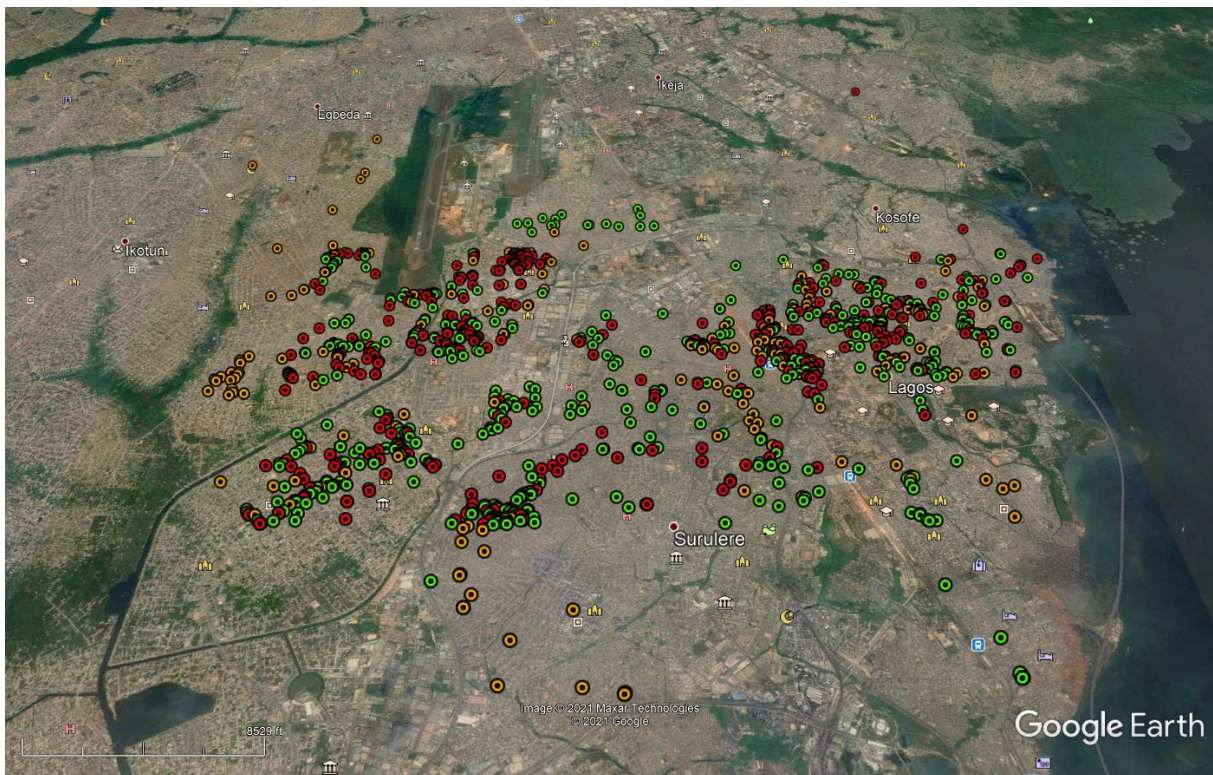 Ikeja
Egbeda
Kosofe
Ikotun
Lagos
Surulere
Image © 2021 Maxar Technologies
© 2021 Google
8529 ft
Google Earth